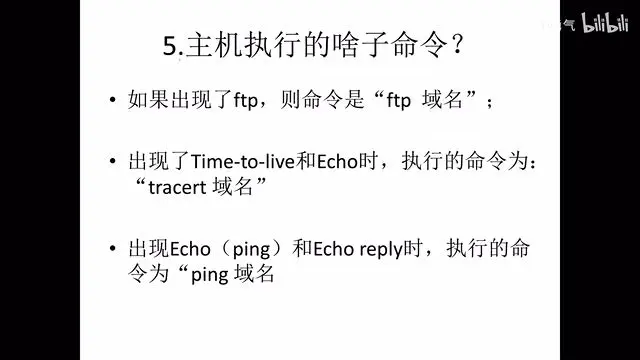 bilibili
5.主机执行的啥子命令？
• 如果出现了ftp，则命令是“ftp 域名”；
• 出现了Time-to-live和Echo时，执行的命令为：
“tracert 域名”
• 出现Echo（ping）和Echo reply时，执行的命
令为“ping 域名